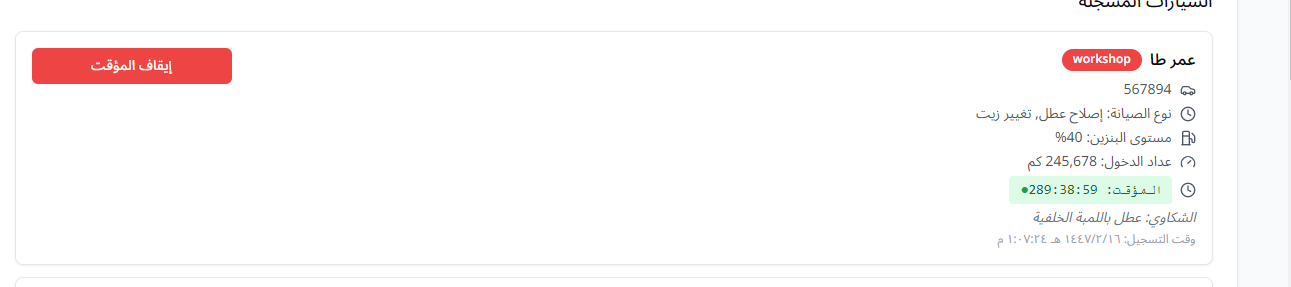 السيارات المسجلة
عمر طا workshop
إيقاف المؤقت
567894
نوع الصيانة: إصلاح عطل, تغيير زيت
مستوى البنزين: 40%
عداد الدخول: 245,678 كم
المؤقت: 289:38:59
الشكاوي: عطل باللمبة الخلفية
وقت التسجيل: ١٤٤٧/٢/١٦ هـ ١:٠٧:٢٤ م